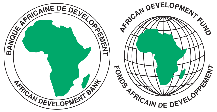 BANQUE AFRICAINE DE DEVELOPPEMENT
AFRICAN DEVELOPMENT BANK
AFRICAN DEVELOPMENT FUND
FONDS AFRICAIN DE DEVELOPPEMENT